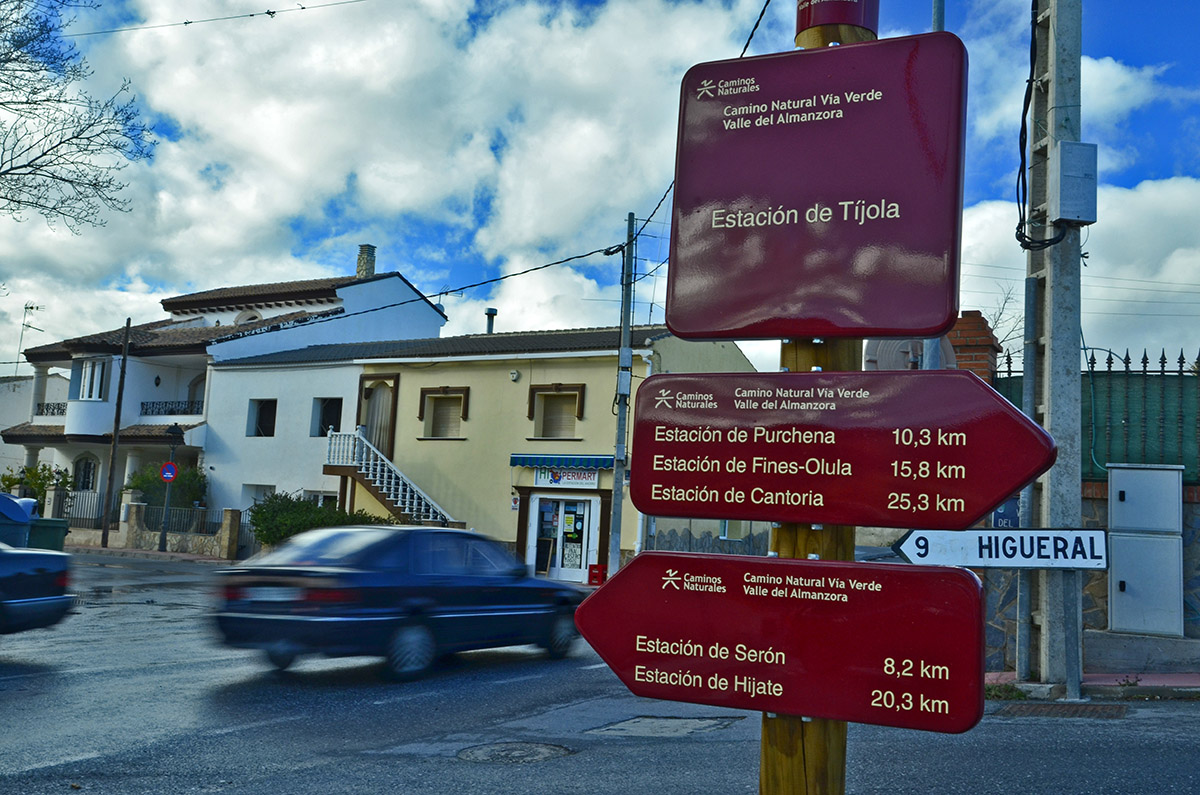 Valle del Almanzora
Caminos
Naturales
Camino Natural Vía Verde
Valle del Almanzora
Estación de Tíjola
Caminos
Naturales
Camino Natural Vía Verde
Valle del Almanzora
Estación de Purchena 10,3 km
Estación de Fines-Olula 15,8 km
Estación de Cantoria 25,3 km
9 HIGUERAL
Caminos
Naturales
Camino Natural Vía Verde
Valle del Almanzora
Estación de Serón 8,2 km
Estación de Hijate 20,3 km